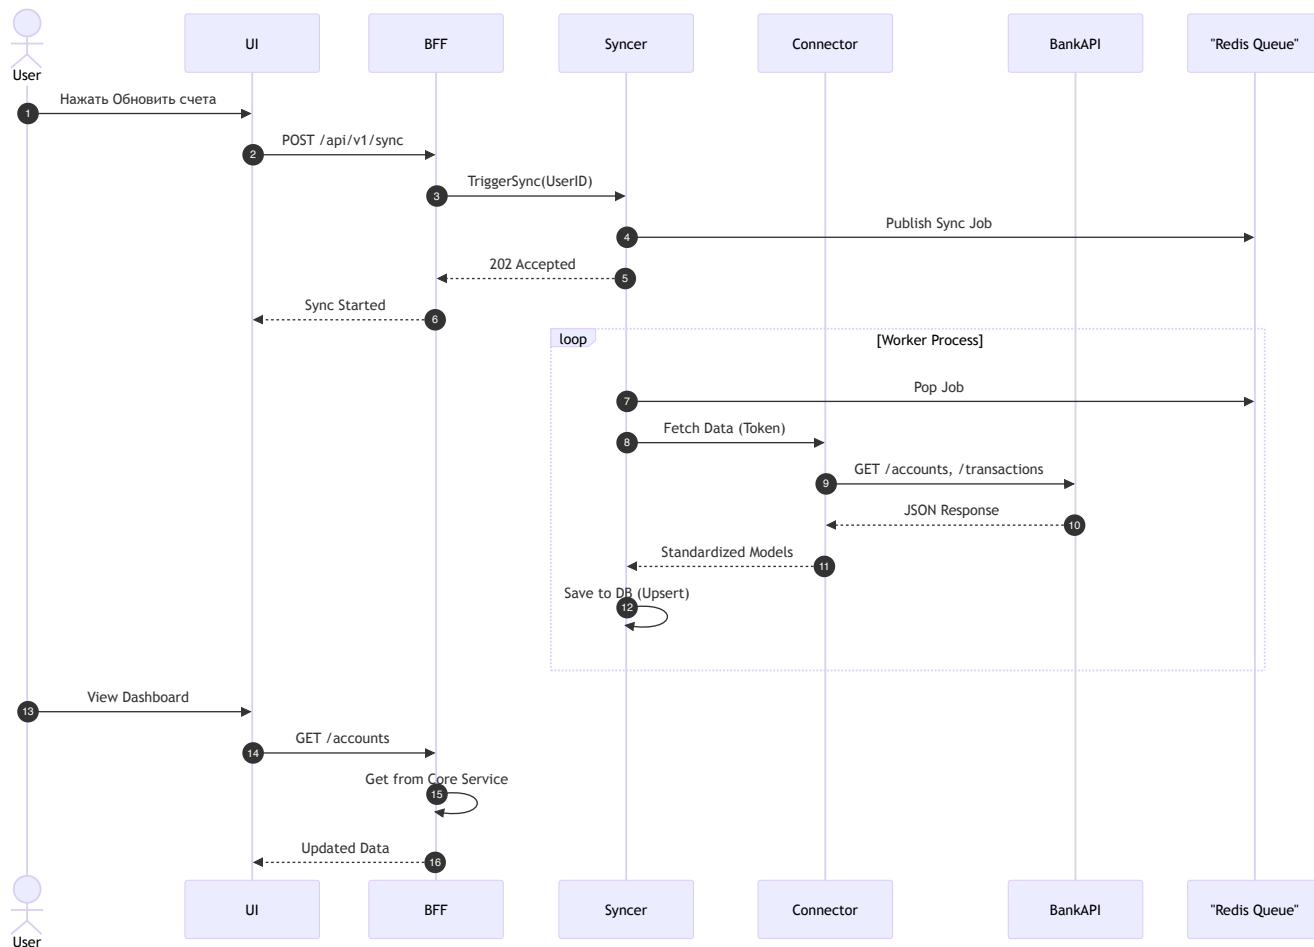 User
UI
BFF
Syncer
Connector
BankAPI
"Redis Queue"
1
Нажать Обновить счета
2
POST /api/v1/sync
3
TriggerSync(UserID)
4
Publish Sync Job
5
202 Accepted
6
Sync Started
loop
[Worker Process]
7
Pop Job
8
Fetch Data (Token)
9
GET /accounts, /transactions
10
JSON Response
11
Standardized Models
12
Save to DB (Upsert)
13
View Dashboard
14
GET /accounts
15
Get from Core Service
16
Updated Data
User
UI
BFF
Syncer
Connector
BankAPI
"Redis Queue"